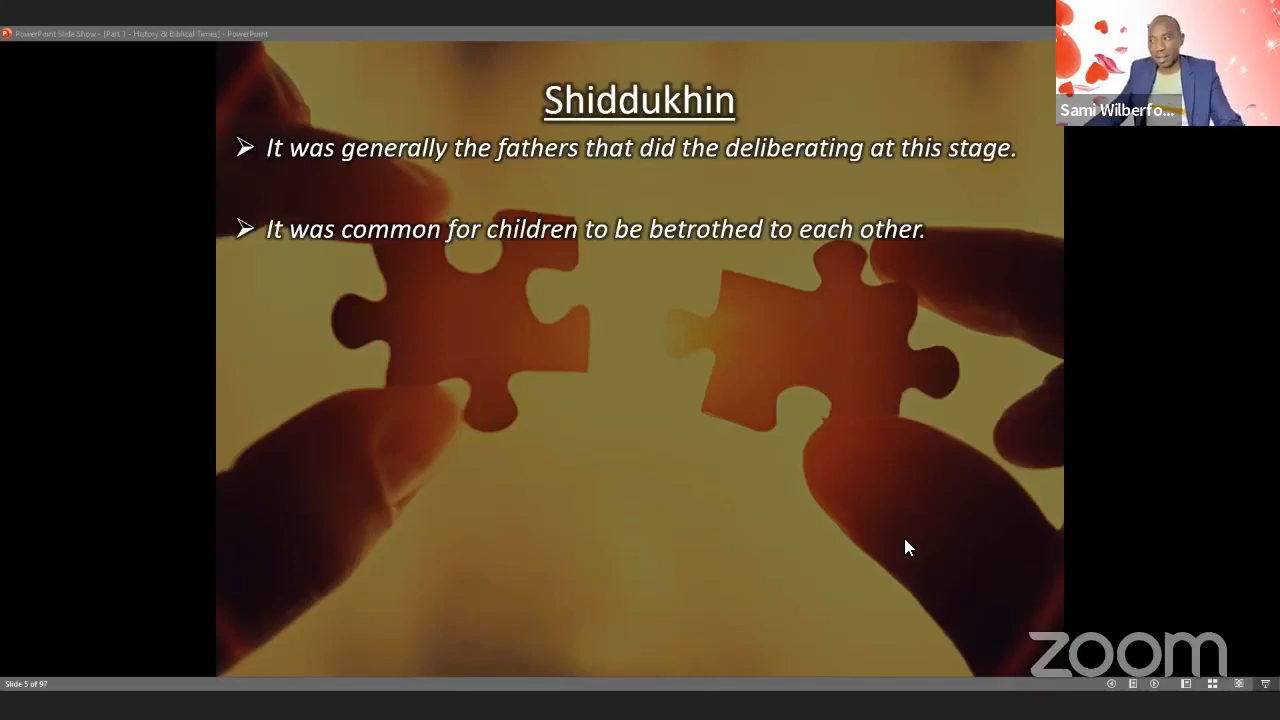 PowerPoint Slide Show - [Part 1 - History & Biblical Times] - PowerPoint
Sami Wilberfo...
Shiddukhin
It was generally the fathers that did the deliberating at this stage.
It was common for children to be betrothed to each other.
zoom
Slide 5 of 97